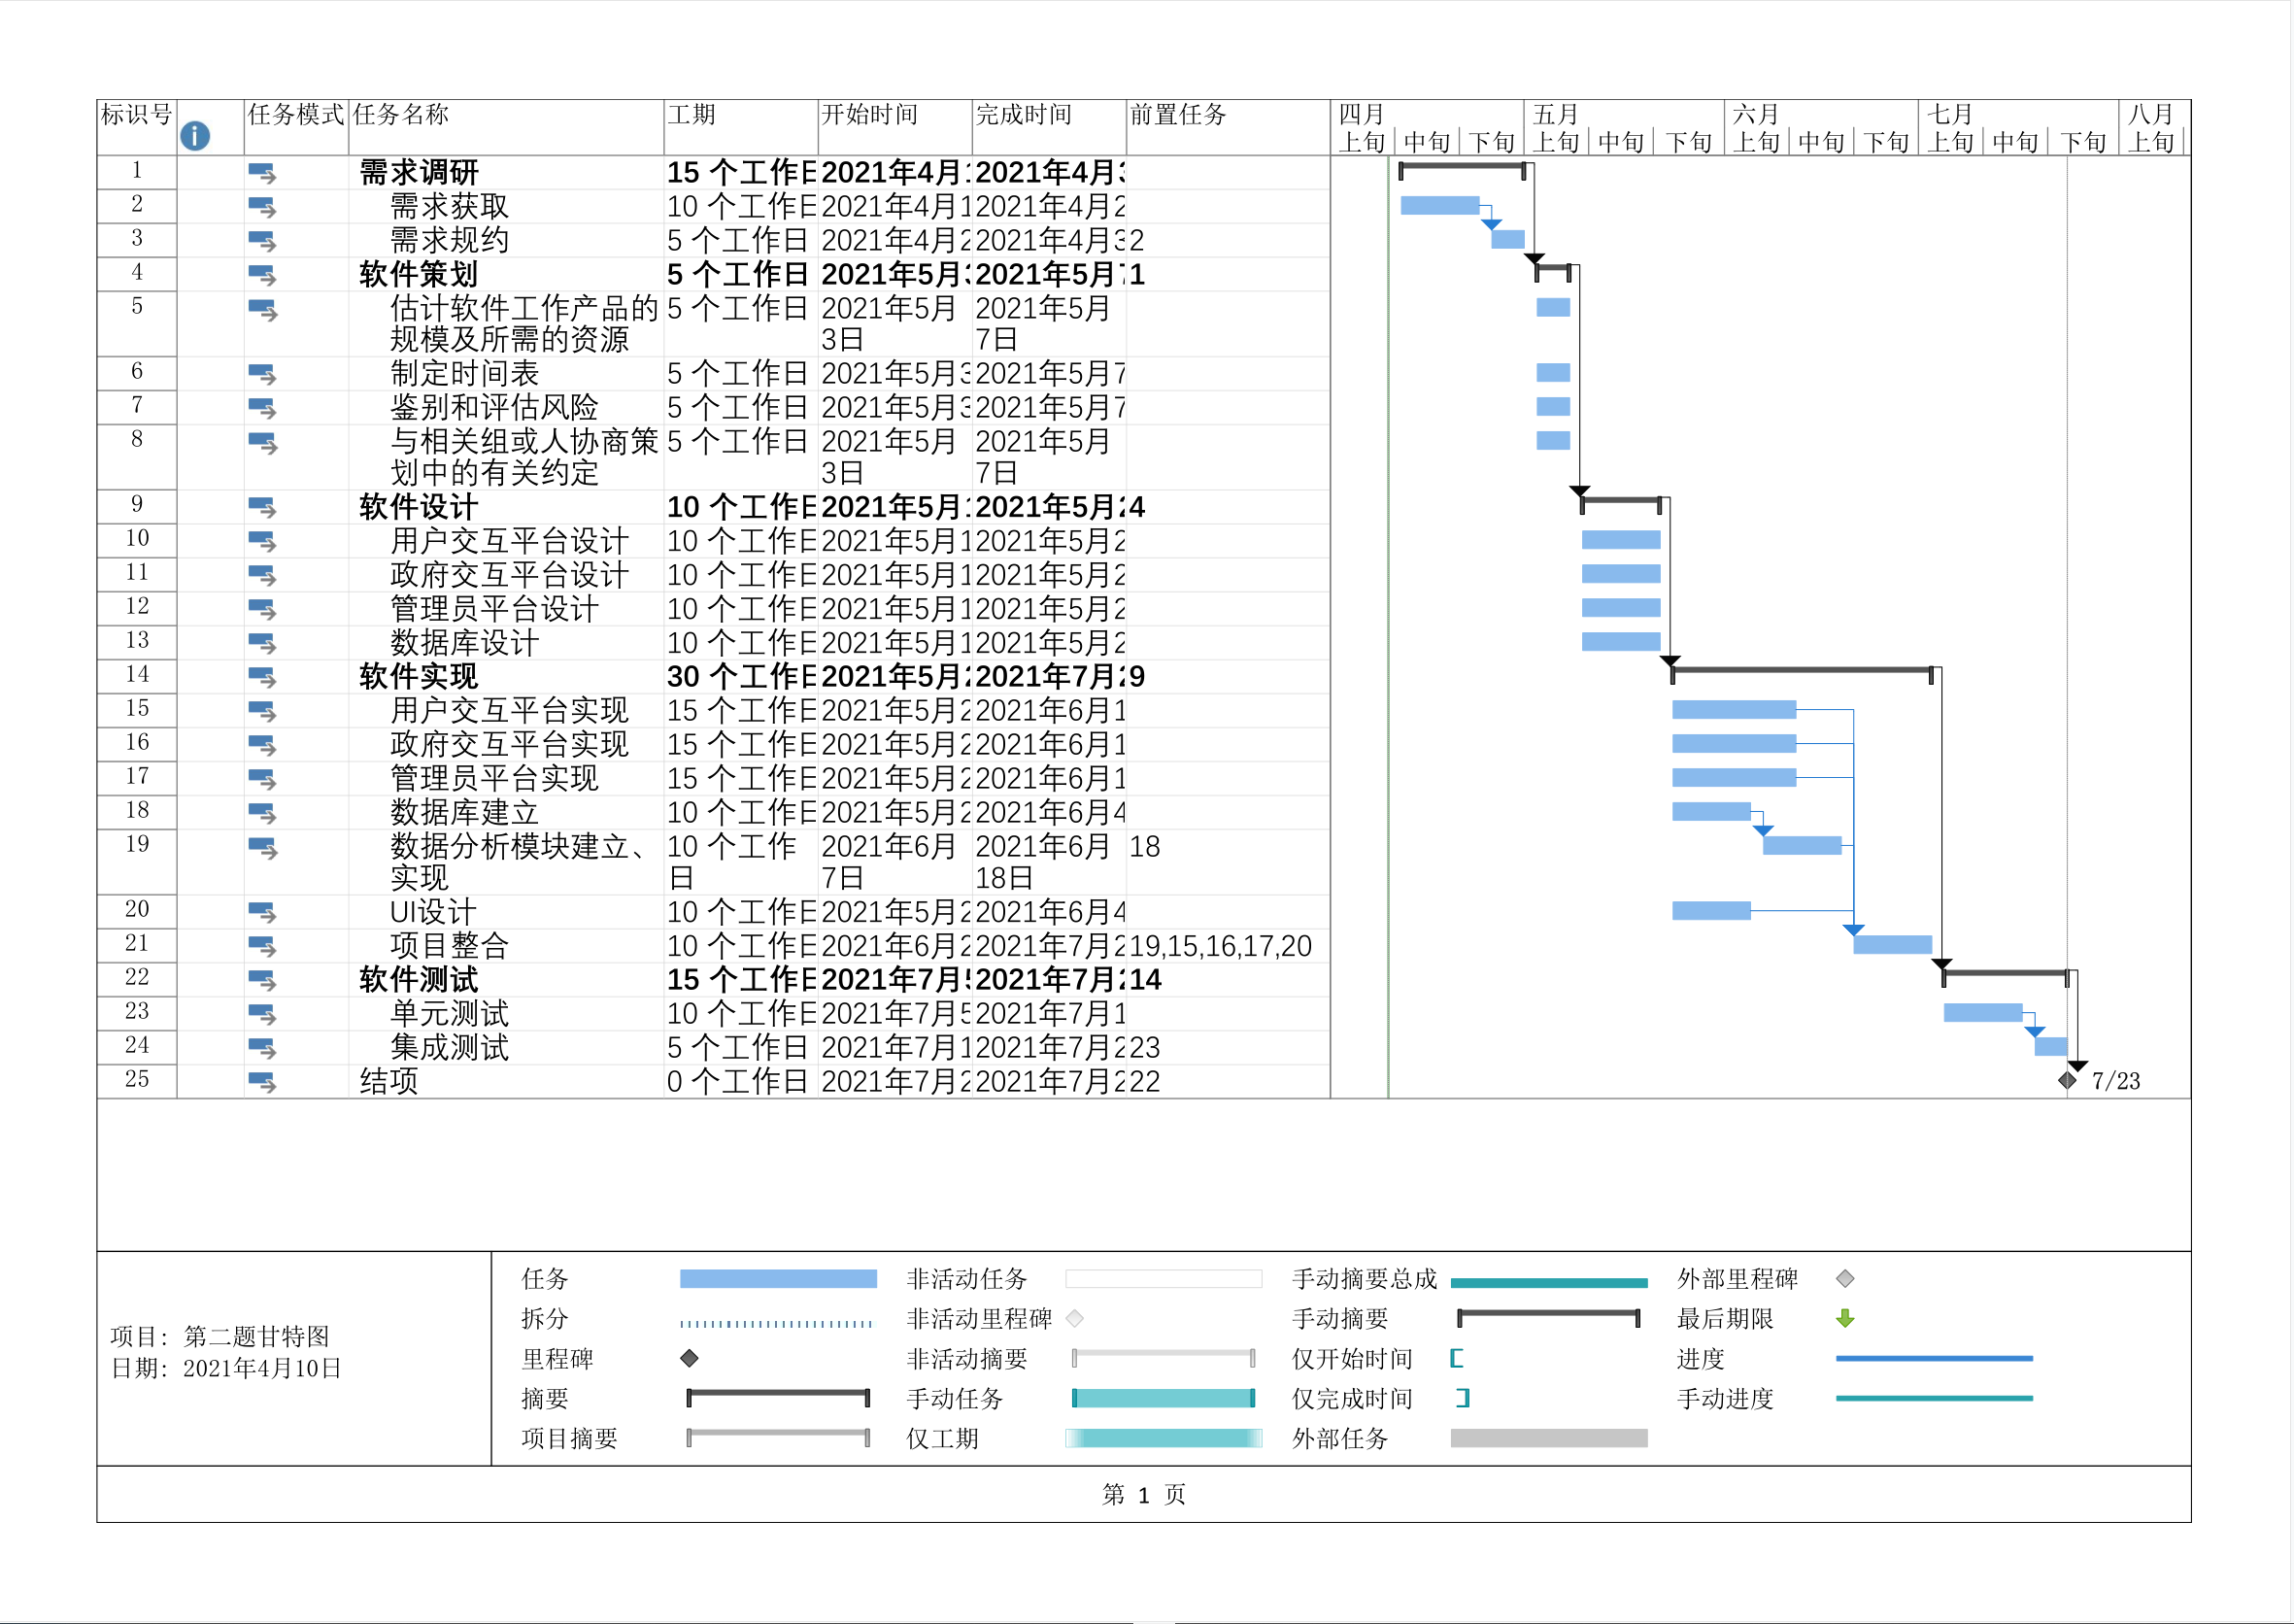 标识号 任务模式 任务名称 工期 开始时间 完成时间 前置任务 四月 五月 六月 七月 八月
上旬 中旬 下旬 上旬 中旬 下旬 上旬 中旬 下旬 上旬 中旬 下旬 上旬
1 需求调研 15 个工作日 2021年4月 2021年4月
2 需求获取 10 个工作日 2021年4月1 2021年4月2
3 需求规约 5 个工作日 2021年4月2 2021年4月3 2
4 软件策划 5 个工作日 2021年5月 2021年5月 1
5 估计软件工作产品的 5 个工作日 2021年5月 2021年5月
规模及所需的资源 3日 7日
6 制定时间表 5 个工作日 2021年5月3 2021年5月7
7 鉴别和评估风险 5 个工作日 2021年5月3 2021年5月7
8 与相关组或人协商策 5 个工作日 2021年5月 2021年5月
划中的有关约定 3日 7日
9 软件设计 10 个工作日 2021年5月 2021年5月2 4
10 用户交互平台设计 10 个工作日 2021年5月1 2021年5月2
11 政府交互平台设计 10 个工作日 2021年5月1 2021年5月2
12 管理员平台设计 10 个工作日 2021年5月1 2021年5月2
13 数据库设计 10 个工作日 2021年5月1 2021年5月2
14 软件实现 30 个工作日 2021年5月2 2021年7月2 9
15 用户交互平台实现 15 个工作日 2021年5月2 2021年6月1
16 政府交互平台实现 15 个工作日 2021年5月2 2021年6月1
17 管理员平台实现 15 个工作日 2021年5月2 2021年6月1
18 数据库建立 10 个工作日 2021年5月2 2021年6月4
19 数据分析模块建立、 10 个工作 2021年6月 2021年6月 18
实现 日 7日 18日
20 UI设计 10 个工作日 2021年5月2 2021年6月4
21 项目整合 10 个工作日 2021年6月2 2021年7月2 19,15,16,17,20
22 软件测试 15 个工作日 2021年7月5 2021年7月2 14
23 单元测试 10 个工作日 2021年7月5 2021年7月1
24 集成测试 5 个工作日 2021年7月1 2021年7月2 23
25 结项 0 个工作日 2021年7月2 2021年7月2 22 7/23
项目：第二题甘特图
日期：2021年4月10日
任务 非活动任务 手动摘要总成 外部里程碑
拆分 非活动里程碑 手动摘要 最后期限
里程碑 非活动摘要 仅开始时间 进度
摘要 手动任务 仅完成时间 手动进度
项目摘要 仅工期 外部任务
第 1 页